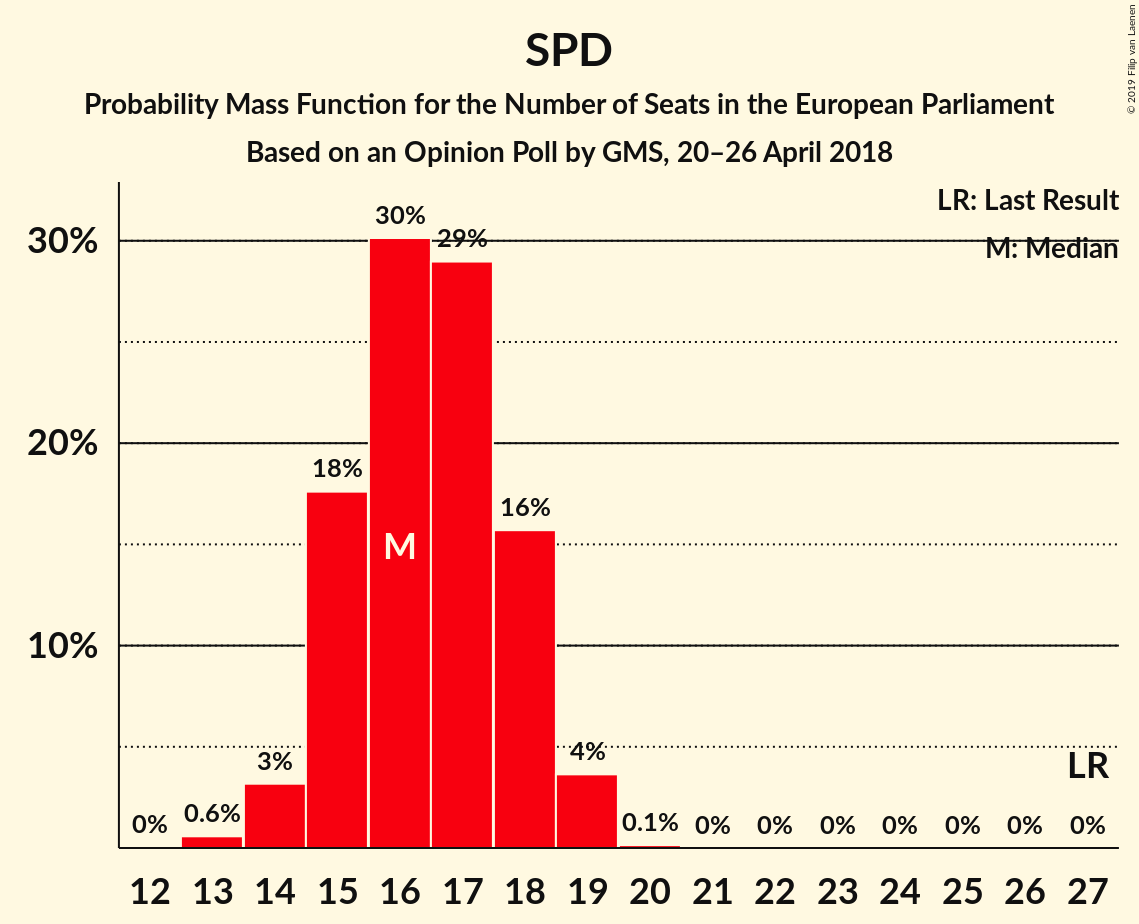 SPD
Probability Mass Function for the Number of Seats in the European Parliament
Based on an Opinion Poll by GMS, 20–26 April 2018
© 2019 Filip van Laenen
LR: Last Result
M: Median
30%
20%
10%
0%
0.6%
3%
18%
30%
29%
16%
4%
0.1%
0%
0%
0%
0%
0%
0%
0%
M
LR
12 13 14 15 16 17 18 19 20 21 22 23 24 25 26 27